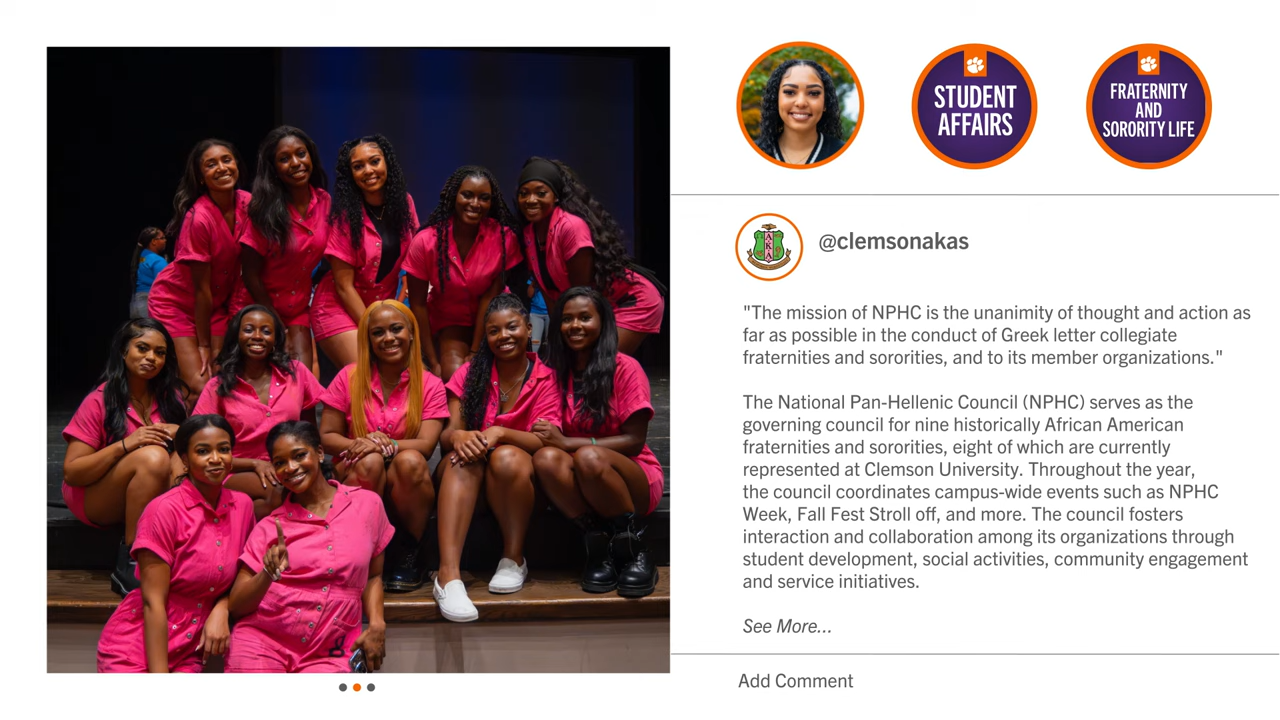 STUDENT
AFFAIRS
FRATERNITY
AND
SORORITY LIFE
AKA
@clemsonakas
"The mission of NPHC is the unanimity of thought and action as
far as possible in the conduct of Greek letter collegiate
fraternities and sororities, and to its member organizations."
The National Pan-Hellenic Council (NPHC) serves as the
governing council for nine historically African American
fraternities and sororities, eight of which are currently
represented at Clemson University. Throughout the year,
the council coordinates campus-wide events such as NPHC
Week, Fall Fest Stroll off, and more. The council fosters
interaction and collaboration among its organizations through
student development, social activities, community engagement
and service initiatives.
See More...
Add Comment